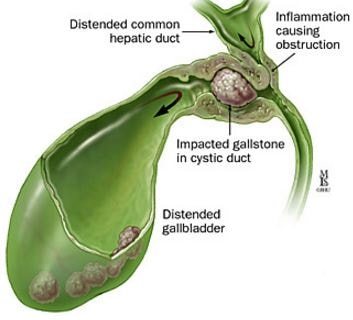 Distended common
hepatic duct
Inflammation
causing
obstruction
Impacted gallstone
in cystic duct
Distended
gallbladder